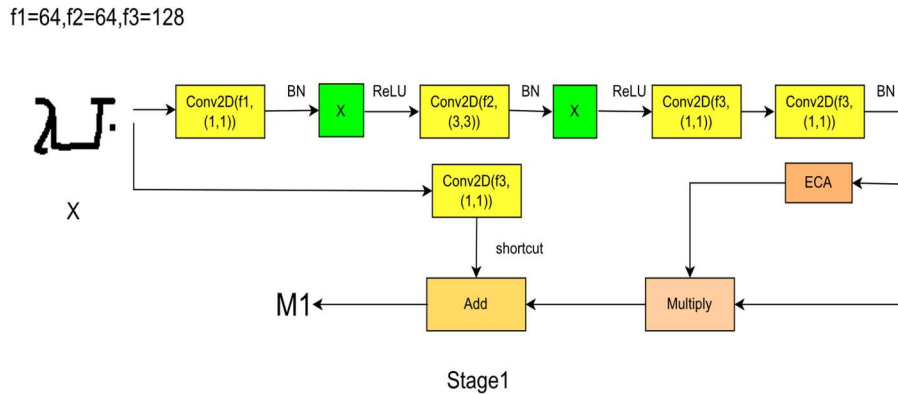 f1=64,f2=64,f3=128
Conv2D(f1,
(1,1))
BN
X
ReLU
Conv2D(f2,
(3,3))
BN
X
ReLU
Conv2D(f3,
(1,1))
Conv2D(f3,
(1,1))
BN
X
Conv2D(f3,
(1,1))
ECA
shortcut
M1
Add
Multiply
Stage1